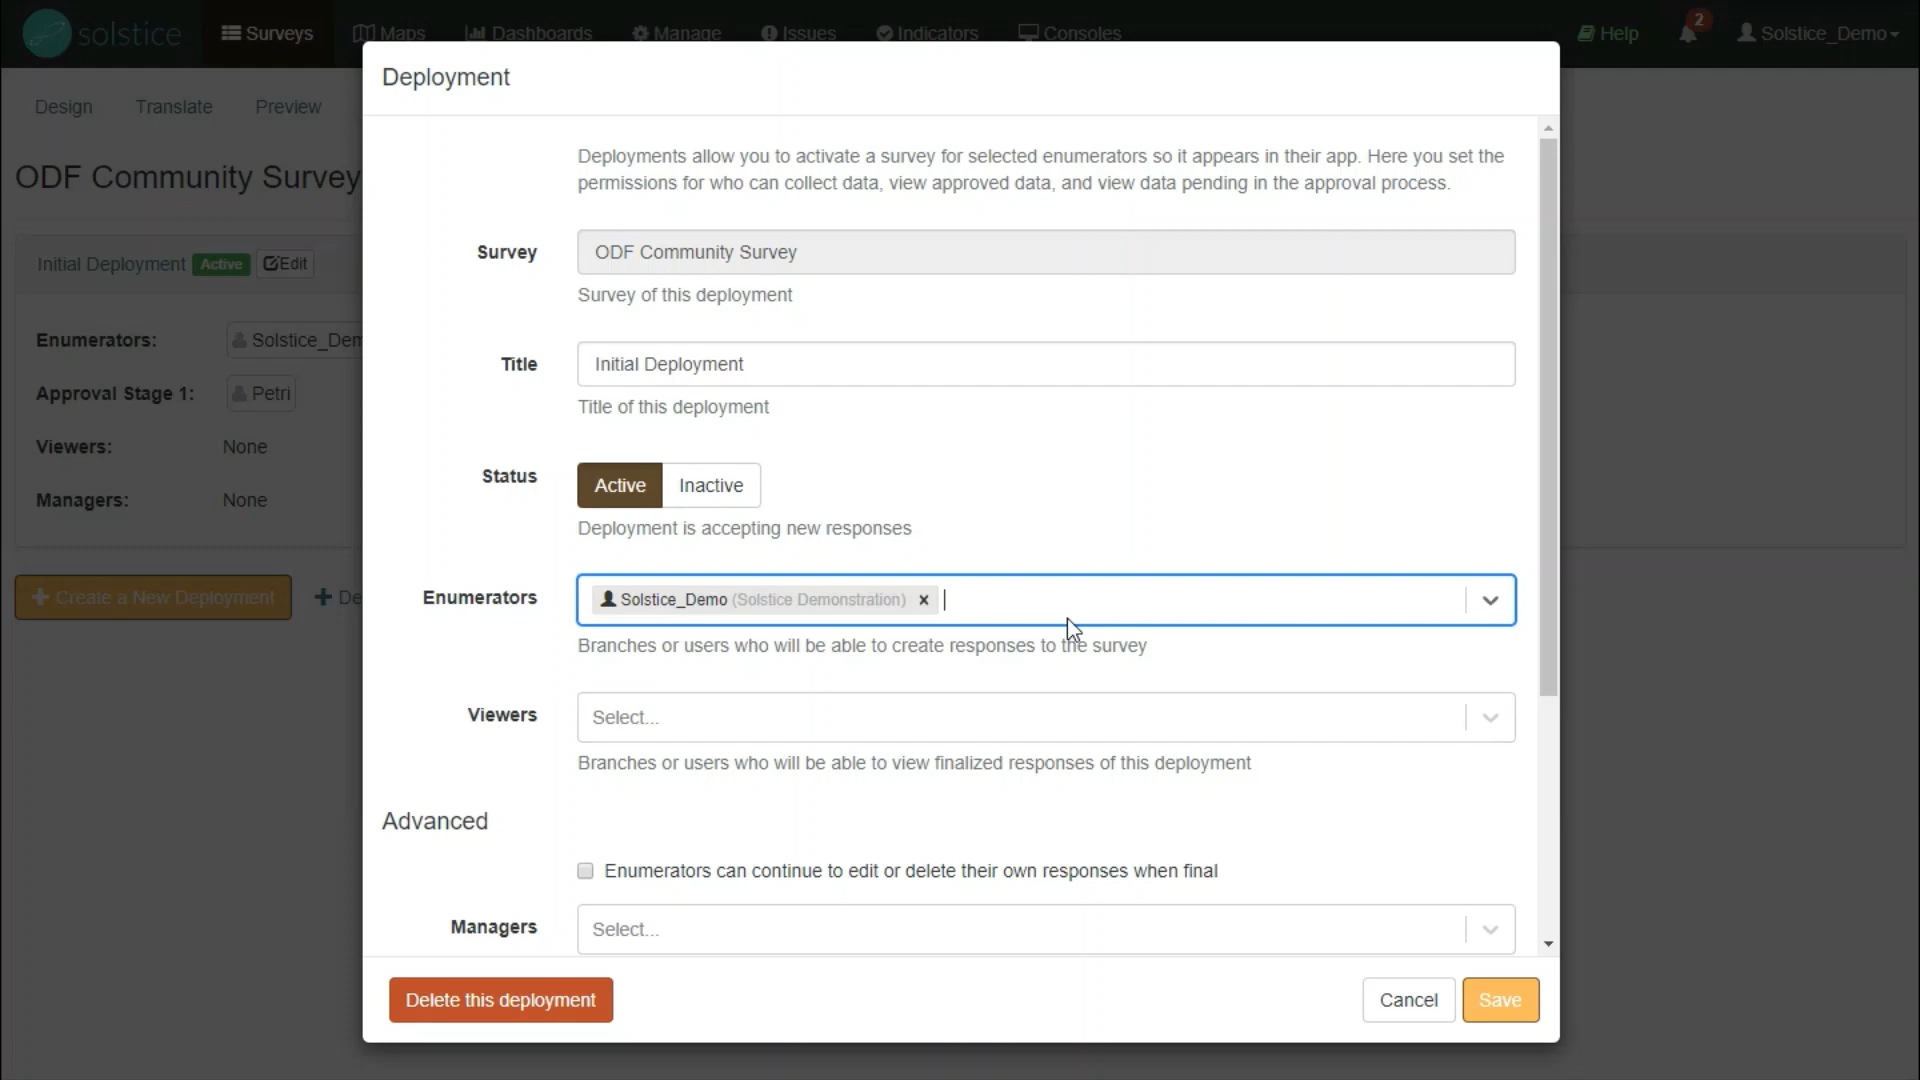 solstice
Surveys
Maps
Dashboards
Manage
Issues
Indicators
Consoles
Help
2
Solstice_Demo
Design
Translate
Preview
ODF Community Survey
Initial Deployment Active Edit
Enumerators: Solstice_Dem
Approval Stage 1: Petri
Viewers: None
Managers: None
Create a New Deployment
De
Deployment
Deployments allow you to activate a survey for selected enumerators so it appears in their app. Here you set the
permissions for who can collect data, view approved data, and view data pending in the approval process.
Survey
ODF Community Survey
Survey of this deployment
Title
Initial Deployment
Title of this deployment
Status
Active
Inactive
Deployment is accepting new responses
Enumerators
Solstice_Demo (Solstice Demonstration) x
Branches or users who will be able to create responses to the survey
Viewers
Select...
Branches or users who will be able to view finalized responses of this deployment
Advanced
Enumerators can continue to edit or delete their own responses when final
Managers
Select...
Delete this deployment
Cancel
Save